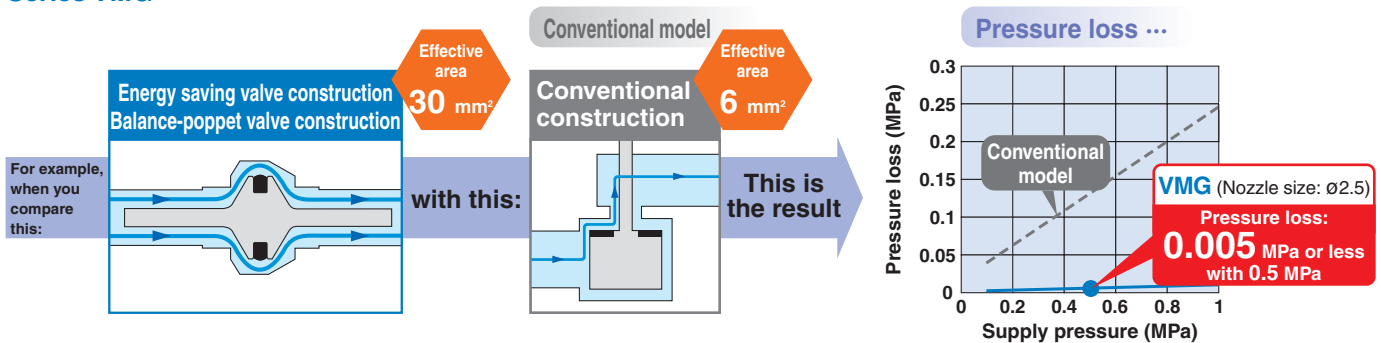 Conventional model
Pressure loss ···
Effective
area
30 mm²
Energy saving valve construction
Balance-poppet valve construction
Effective
area
6 mm²
Conventional
construction
For example,
when you
compare
this:
with this:
This is
the result
Pressure loss (MPa)
0.3
0.25
0.2
0.15
0.1
0.05
0
Conventional
model
VMG (Nozzle size: ø2.5)
Pressure loss:
0.005 MPa or less
with 0.5 MPa
0 0.2 0.4 0.6 0.8 1
Supply pressure (MPa)